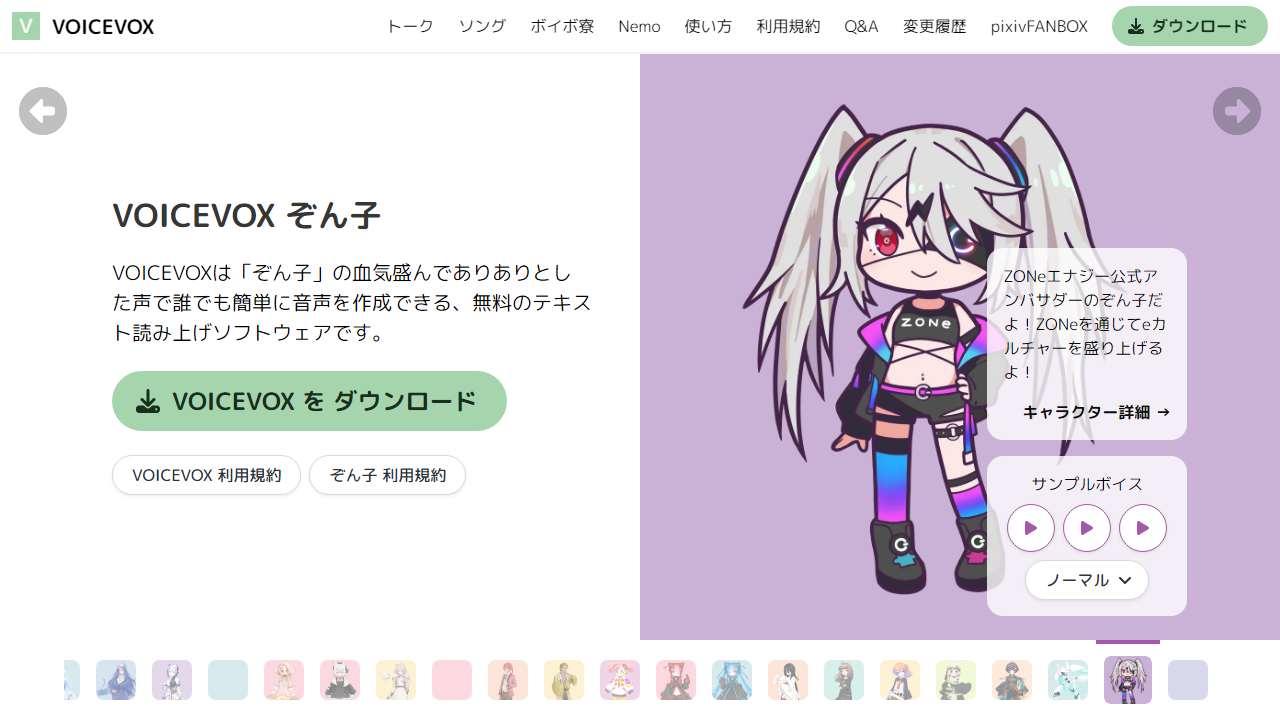 V VOICEVOX
トーク ソング ボイボ寮 Nemo 使い方 利用規約 Q&A 変更履歴 pixivFANBOX ダウンロード
VOICEVOX ぞん子
VOICEVOXは「ぞん子」の血気盛んでありありとし
た声で誰でも簡単に音声を作成できる、無料のテキス
ト読み上げソフトウェアです。
VOICEVOX を ダウンロード
VOICEVOX 利用規約 ぞん子 利用規約
ZONe
ZONeエナジー公式ア
ンバサダーのぞん子だ
よ！ZONeを通じてeカ
ルチャーを盛り上げる
よ！
キャラクター詳細 →
サンプルボイス
ノーマル